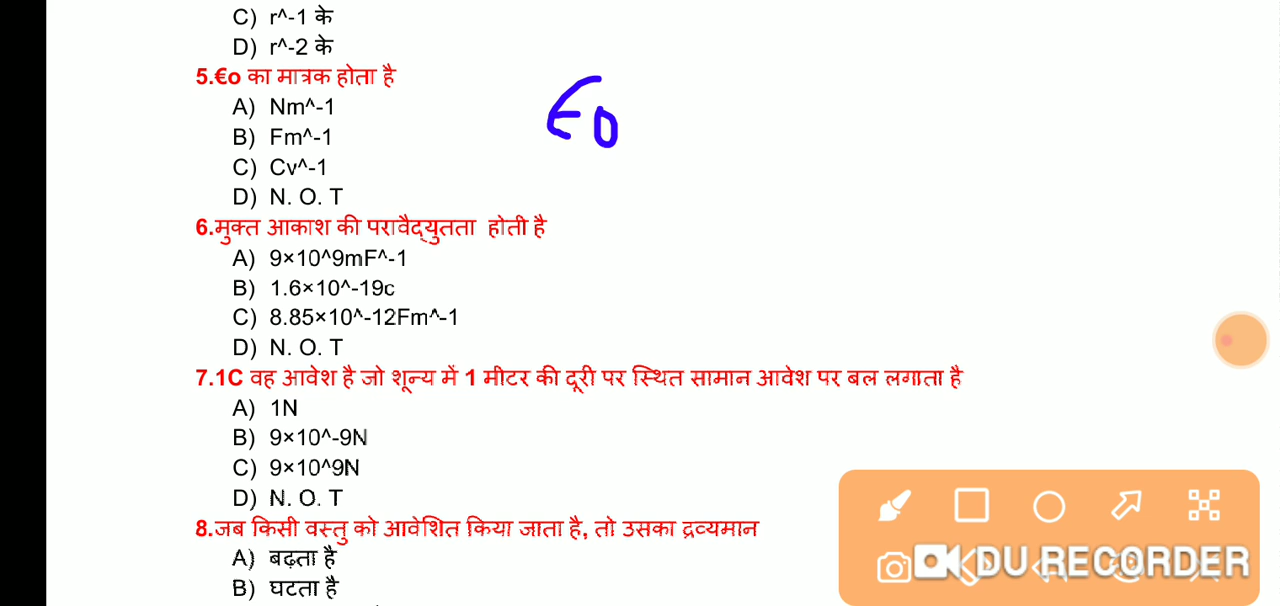 C) r^-1 के
D) r^-2 के
5.€o का मात्रक होता है
A) Nm^-1
B) Fm^-1
C) Cv^-1
D) N. O. T
€o
6.मुक्त आकाश की परावैद्युतता होती है
A) 9×10^9mF^-1
B) 1.6×10^-19c
C) 8.85×10^-12Fm^-1
D) N. O. T
7.1C वह आवेश है जो शून्य में 1 मीटर की दूरी पर स्थित सामान आवेश पर बल लगाता है
A) 1N
B) 9×10^-9N
C) 9×10^9N
D) N. O. T
8.जब किसी वस्तु को आवेशित किया जाता है, तो उसका द्रव्यमान
A) बढ़ता है
B) घटता है
DU RECORDER